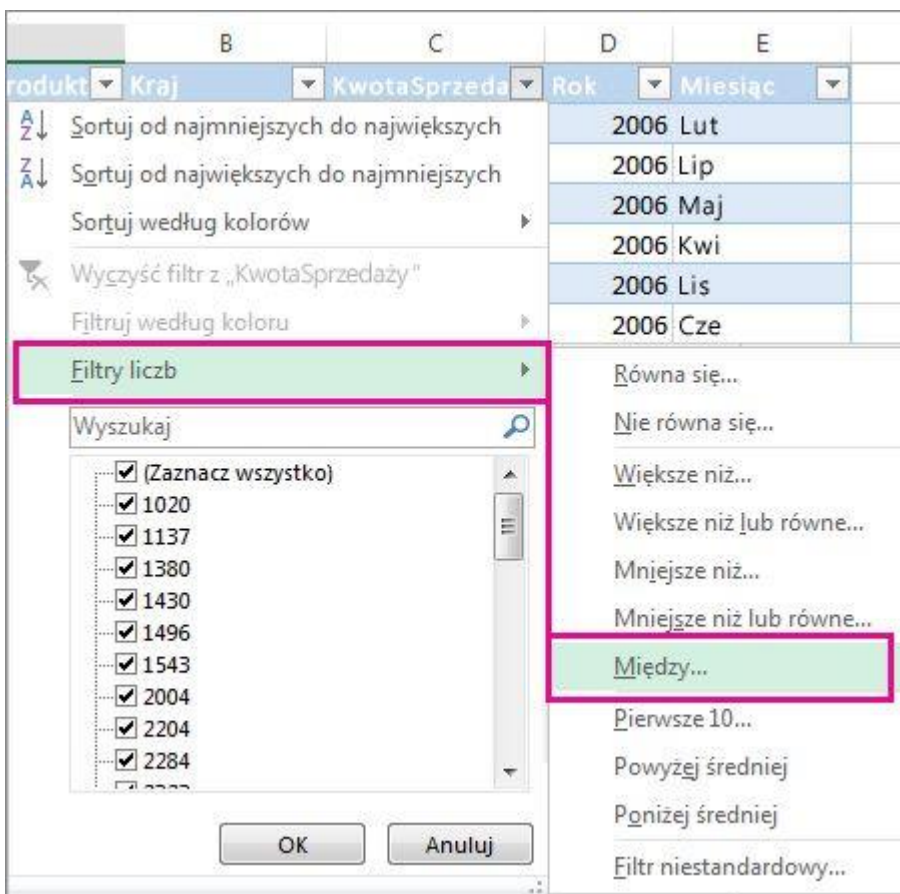 B C D E
rodukt Kraj KwotaSprzeda Rok Miesiąc
Sortuj od najmniejszych do największych
Sortuj od największych do najmniejszych
Sortuj według kolorów
Wyczyść filtr z „KwotaSprzedaży"
Filtruj według koloru
Filtry liczb
Wyszukaj
(Zaznacz wszystko)
1020
1137
1380
1430
1496
1543
2004
2204
2284
OK Anuluj
2006 Lut
2006 Lip
2006 Maj
2006 Kwi
2006 Lis
2006 Cze
Równa się...
Nie równa się...
Większe niż...
Większe niż lub równe...
Mniejsze niż...
Mniejsze niż lub równe...
Między...
Pierwsze 10...
Powyżej średniej
Poniżej średniej
Filtr niestandardowy...